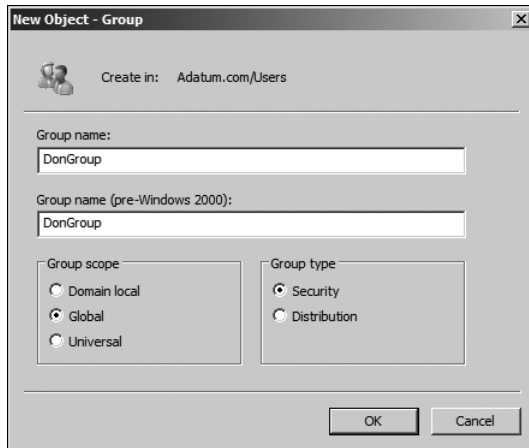 New Object - Group
Create in: Adatum.com/Users
Group name:
DonGroup
Group name (pre-Windows 2000):
DonGroup
Group scope
Domain local
Global
Universal
Group type
Security
Distribution
OK
Cancel